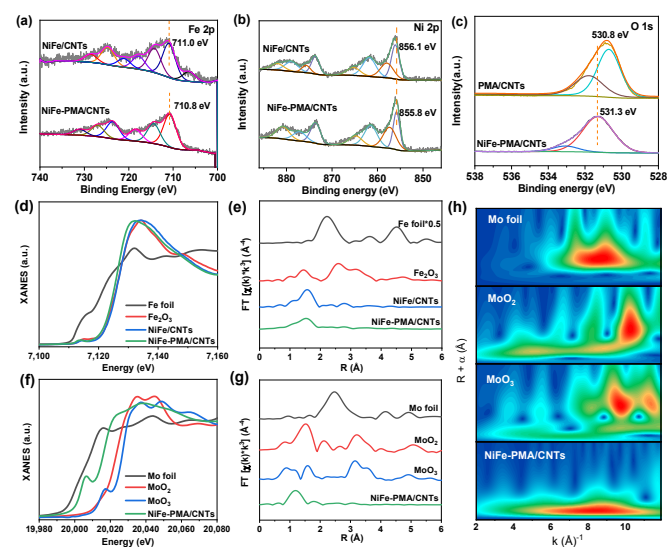 (a)
Fe 2p
NiFe/CNTs
711.0 eV
NiFe-PMA/CNTs
710.8 eV
Intensity (a.u.)
740 730 720 710 700
Binding Energy (eV)
(b)
Ni 2p
NiFe/CNTs
856.1 eV
NiFe-PMA/CNTs
855.8 eV
Intensity (a.u.)
880 870 860 850
Binding energy (eV)
(c)
O 1s
530.8 eV
PMA/CNTs
531.3 eV
NiFe-PMA/CNTs
Intensity (a.u.)
538 535 533 530 528
Binding energy (eV)
(d)
XANES (a.u.)
Fe foil
Fe₂O₃
NiFe/CNTs
NiFe-PMA/CNTs
7,100 7,120 7,140 7,160
Energy (eV)
(e)
Fe foil*0.5
Fe₂O₃
NiFe/CNTs
NiFe-PMA/CNTs
FT [χ(k)*k³] (Å⁻⁴)
0 1 2 3 4 5 6
R (Å)
(f)
XANES (a.u.)
Mo foil
MoO₂
MoO₃
NiFe-PMA/CNTs
19,980 20,000 20,020 20,040 20,060 20,080
Energy (eV)
(g)
Mo foil
MoO₂
MoO₃
NiFe-PMA/CNTs
FT [χ(k)*k³] (Å⁻⁴)
0 1 2 3 4 5 6
R (Å)
(h)
Mo foil
MoO₂
MoO₃
NiFe-PMA/CNTs
R + α (Å)
2 4 6 8 10
k (Å)⁻¹